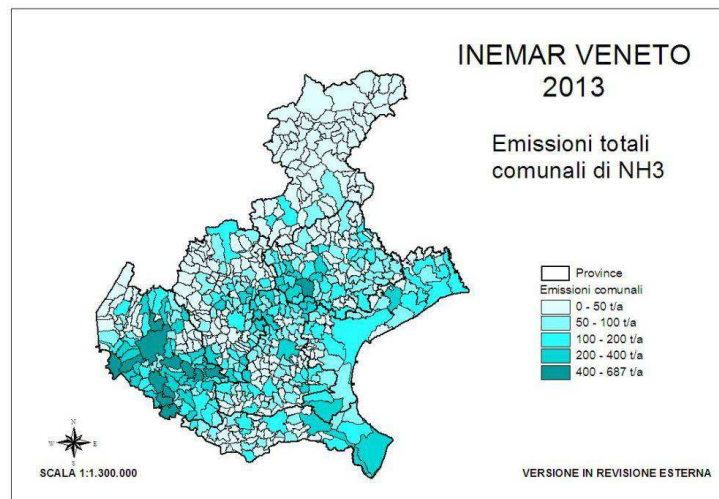 INEMAR VENETO
2013
Emissioni totali
comunali di NH3
Province
Emissioni comunali
0 - 50 t/a
50 - 100 t/a
100 - 200 t/a
200 - 400 t/a
400 - 687 t/a
N
W E
S
SCALA 1:1.300.000
VERSIONE IN REVISIONE ESTERNA